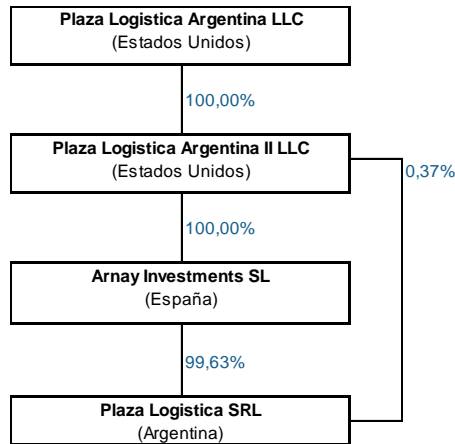 Plaza Logistica Argentina LLC
(Estados Unidos)
100,00%
Plaza Logistica Argentina II LLC
(Estados Unidos)
0,37%
100,00%
Arnay Investments SL
(España)
99,63%
Plaza Logistica SRL
(Argentina)